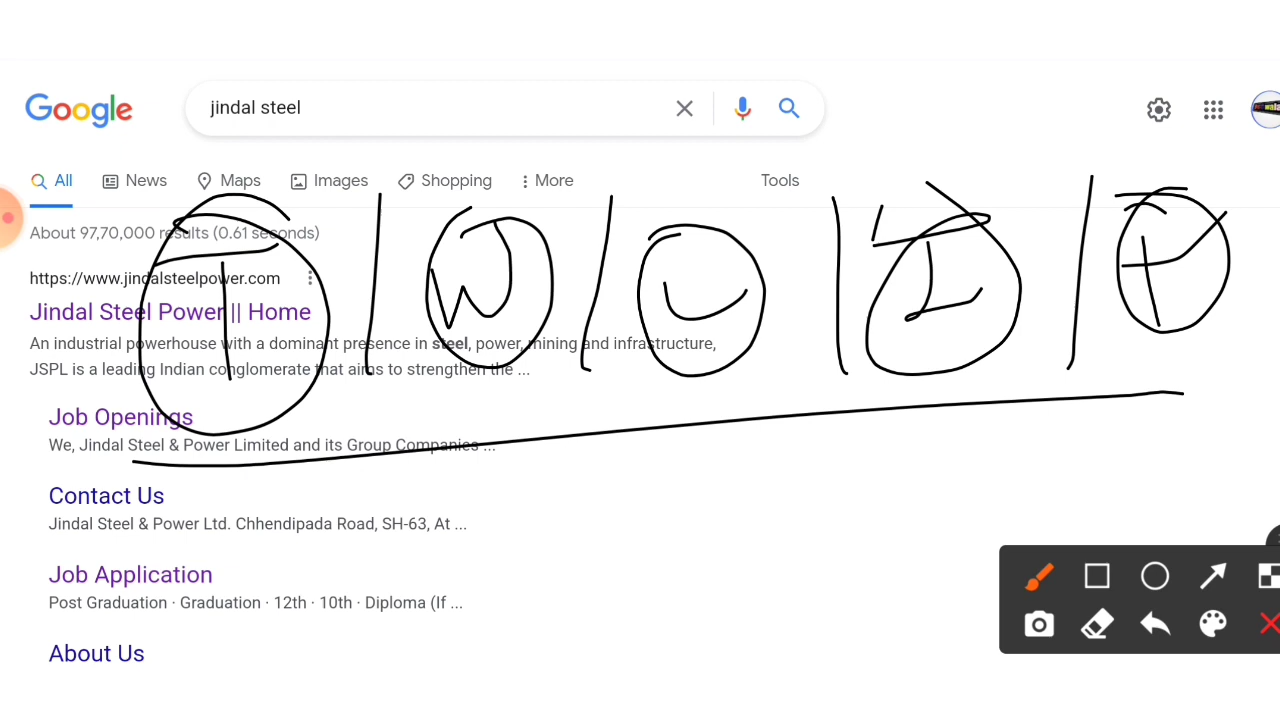 Google
jindal steel
All News Maps Images Shopping More Tools
About 97,70,000 results (0.61 seconds)
https://www.jindalsteelpower.com
Jindal Steel Power || Home
An industrial powerhouse with a dominant presence in steel, power, mining and infrastructure,
JSPL is a leading Indian conglomerate that aims to strengthen the ...
Job Openings
We, Jindal Steel & Power Limited and its Group Companies ...
Contact Us
Jindal Steel & Power Ltd. Chhendipada Road, SH-63, At ...
Job Application
Post Graduation · Graduation · 12th · 10th · Diploma (If ...
About Us